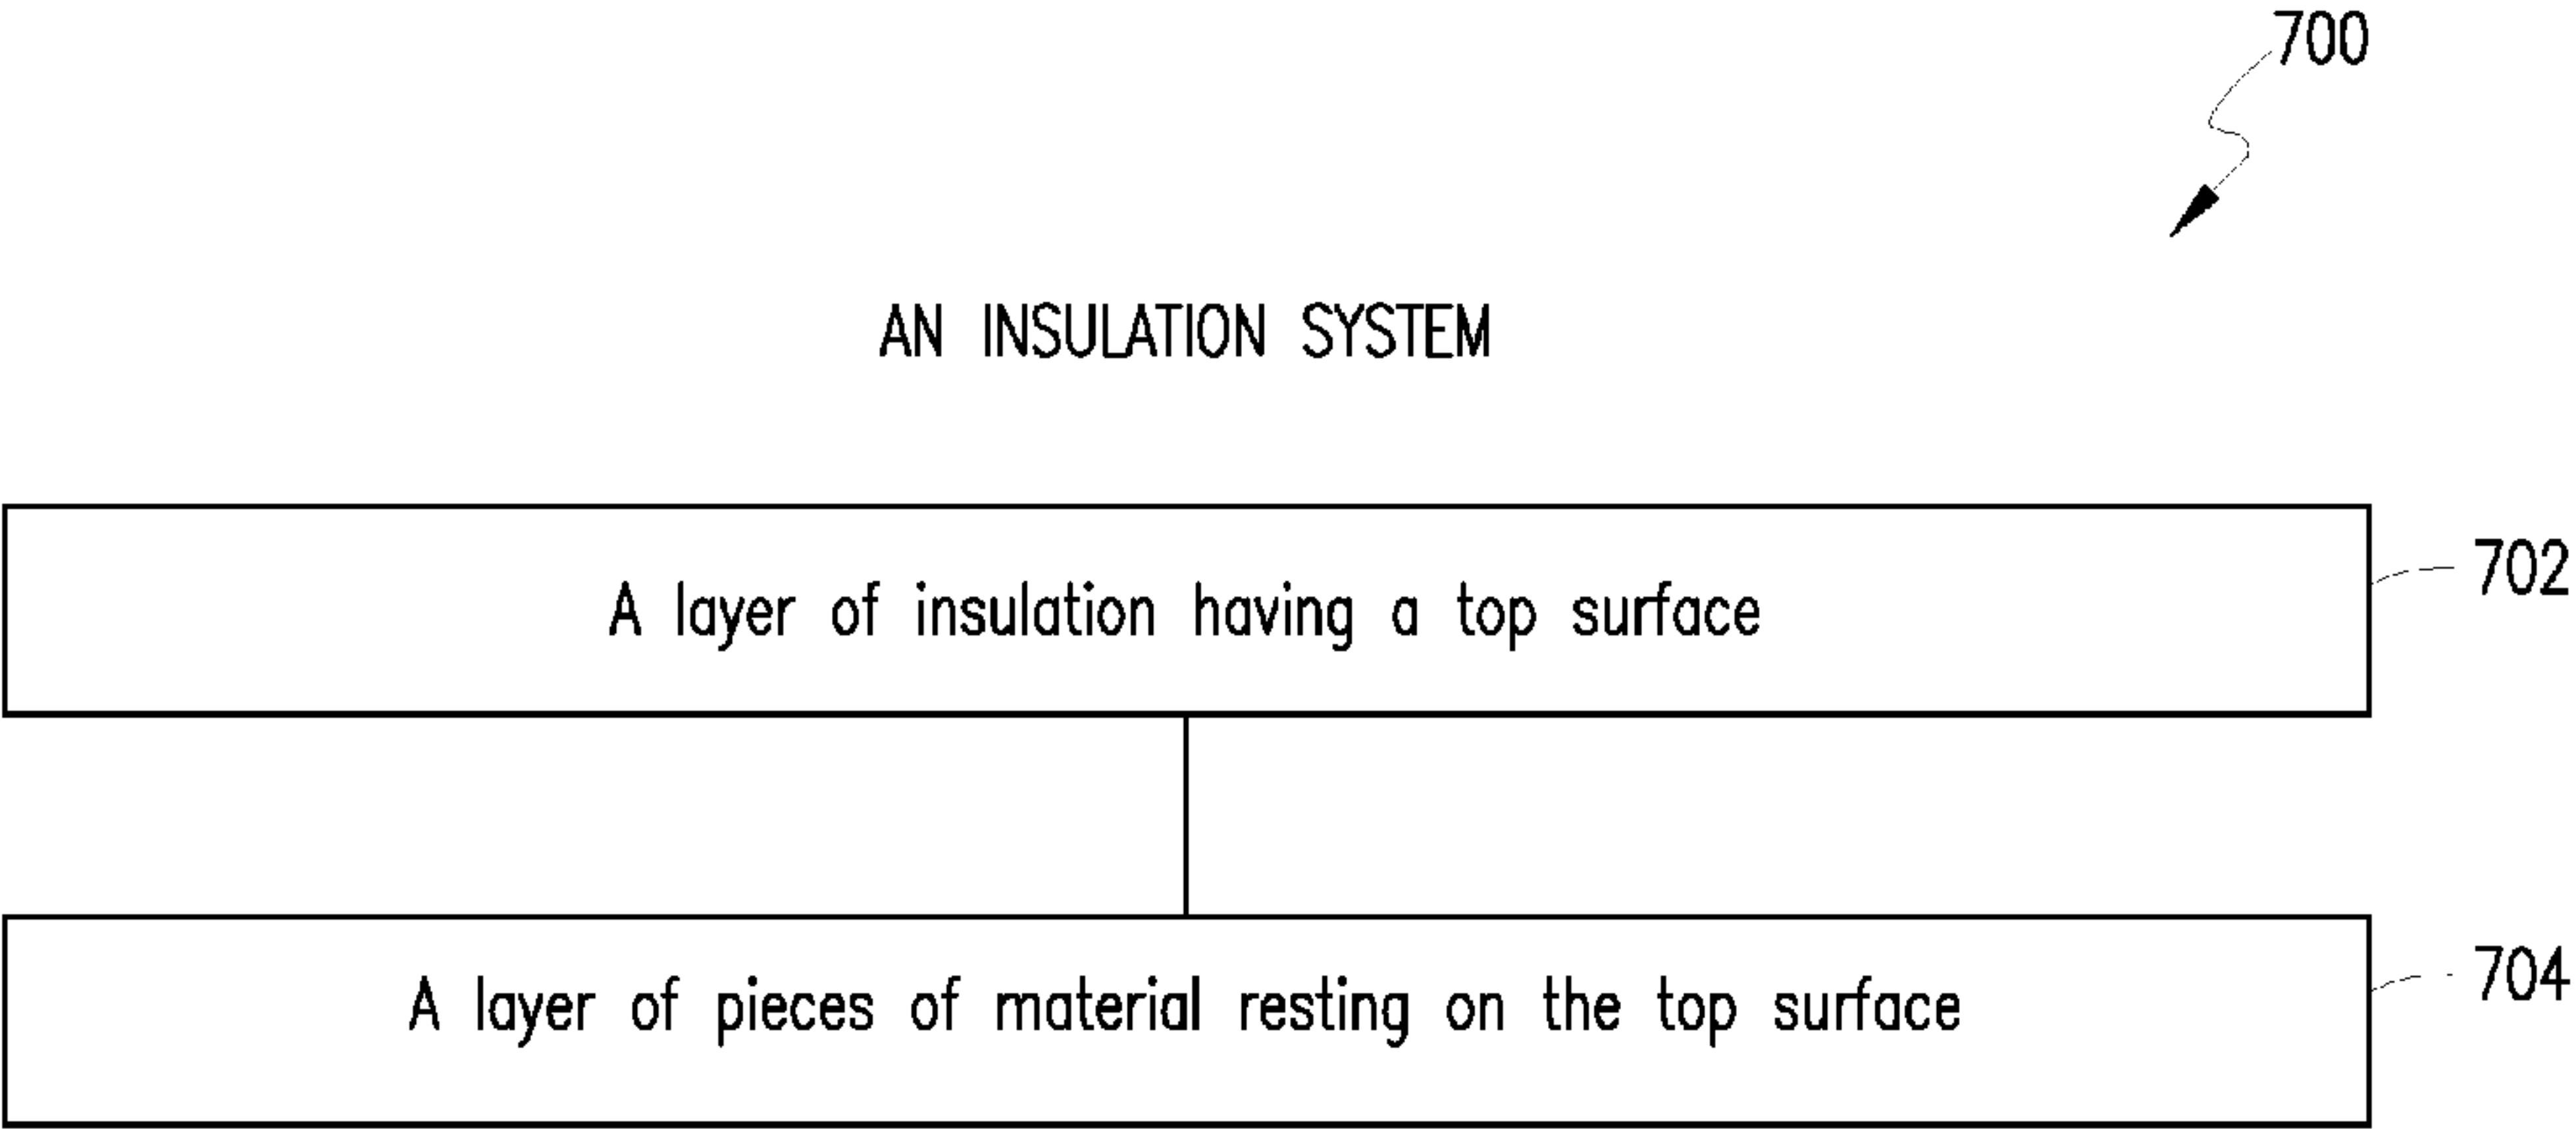 700
AN INSULATION SYSTEM
A layer of insulation having a top surface
702
A layer of pieces of material resting on the top surface
704